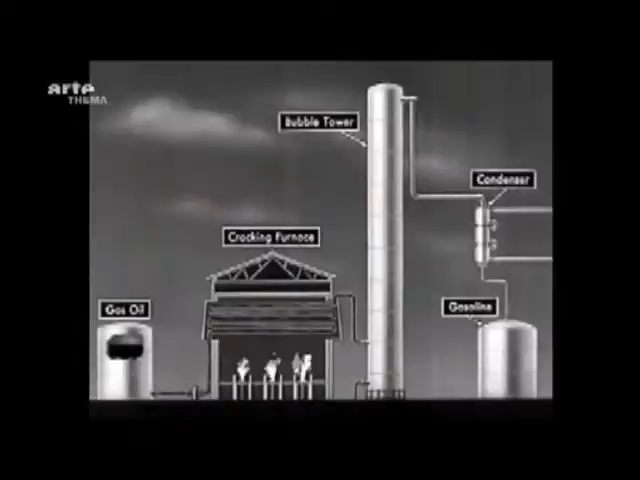 arte
THEMA
Bubble Tower
Condenser
Cracking Furnace
Gas Oil
Gasoline